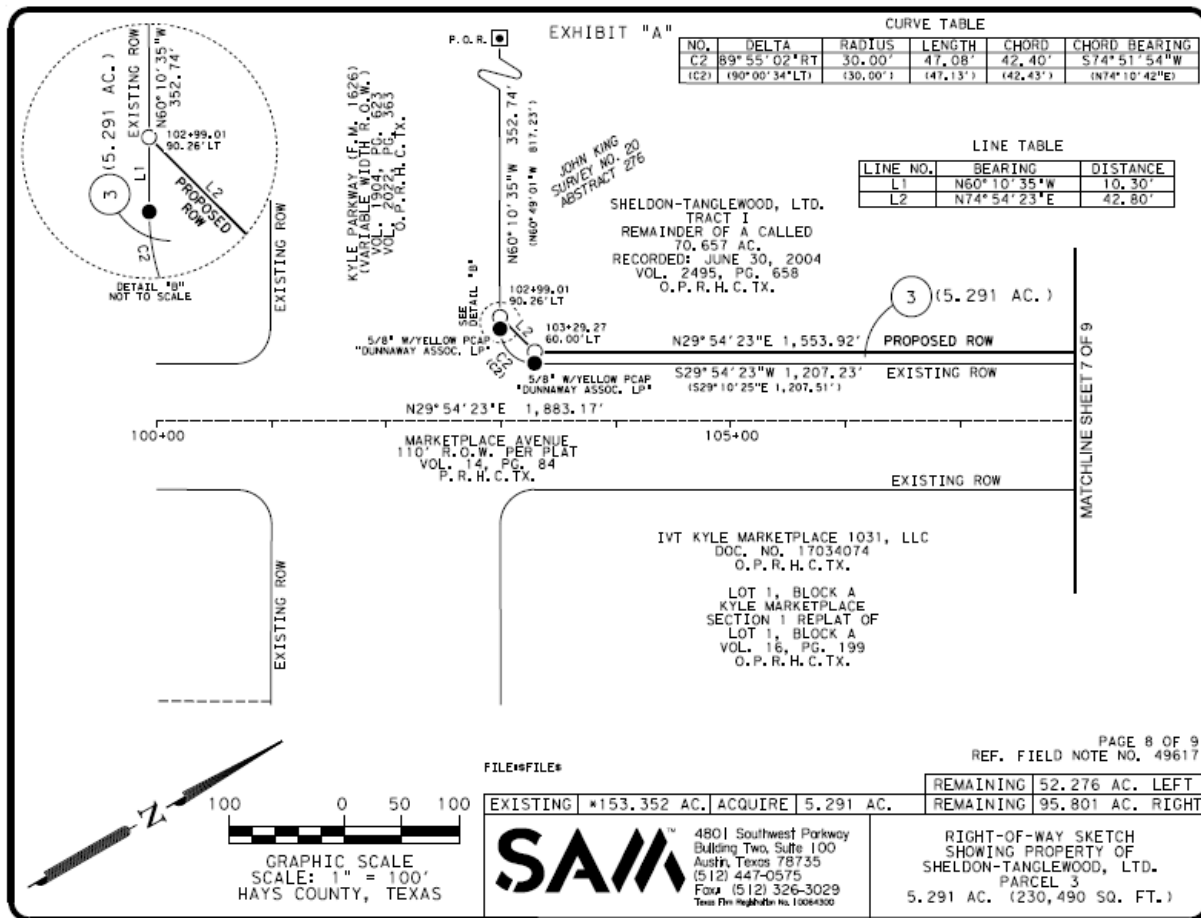 EXHIBIT "A"
P.O.R.
CURVE TABLE
NO. DELTA RADIUS LENGTH CHORD CHORD BEARING
C2 89°55'02"RT 30.00' 47.08' 42.40' S74°51'54"W
(C2) (90°00'34"LT) (30.00') (47.13') (42.43') (N74°10'42"E)
LINE TABLE
LINE NO. BEARING DISTANCE
L1 N60°10'35"W 10.30'
L2 N74°54'23"E 42.80'
(5.291 AC.)
EXISTING ROW
N60°10'35"W
352.74'
102+99.01
90.26'LT
3
L1
L2
PROPOSED
ROW
C2
DETAIL "B"
NOT TO SCALE
EXISTING ROW
KYLE PARKWAY (F.M. 1626)
(VARIABLE WIDTH R.O.W.)
VOL. 1904, PG. 623
VOL. 2022, PG. 363
O.P.R.H.C.TX.
N60°10'35"W 352.74'
(N60°49'01"W 817.23')
JOHN KING
SURVEY NO. 20
ABSTRACT 276
SHELDON-TANGLEWOOD, LTD.
TRACT I
REMAINDER OF A CALLED
70.657 AC.
RECORDED: JUNE 30, 2004
VOL. 2495, PG. 658
O.P.R.H.C.TX.
SEE
DETAIL "B"
102+99.01
90.26'LT
L2
103+29.27
60.00'LT
3 (5.291 AC.)
5/8" W/YELLOW PCAP
"DUNNAWAY ASSOC. LP"
C2
(C2)
5/8" W/YELLOW PCAP
"DUNNAWAY ASSOC. LP"
N29°54'23"E 1,553.92' PROPOSED ROW
S29°54'23"W 1,207.23' EXISTING ROW
(S29°10'25"E 1,207.51')
MATCHLINE SHEET 7 OF 9
N29°54'23"E 1,883.17'
100+00
105+00
MARKETPLACE AVENUE
110' R.O.W. PER PLAT
VOL. 14, PG. 84
P.R.H.C.TX.
EXISTING ROW
EXISTING ROW
IVT KYLE MARKETPLACE 1031, LLC
DOC. NO. 17034074
O.P.R.H.C.TX.
LOT 1, BLOCK A
KYLE MARKETPLACE
SECTION 1 REPLAT OF
LOT 1, BLOCK A
VOL. 16, PG. 199
O.P.R.H.C.TX.
N
100 0 50 100
GRAPHIC SCALE
SCALE: 1" = 100'
HAYS COUNTY, TEXAS
PAGE 8 OF 9
REF. FIELD NOTE NO. 49617
FILE$FILE$
REMAINING 52.276 AC. LEFT
EXISTING *153.352 AC. ACQUIRE 5.291 AC. REMAINING 95.801 AC. RIGHT
SAM™
4801 Southwest Parkway
Building Two, Suite 100
Austin, Texas 78735
(512) 447-0575
Fax: (512) 326-3029
Texas Firm Registration No. 10064300
RIGHT-OF-WAY SKETCH
SHOWING PROPERTY OF
SHELDON-TANGLEWOOD, LTD.
PARCEL 3
5.291 AC. (230,490 SQ. FT.)